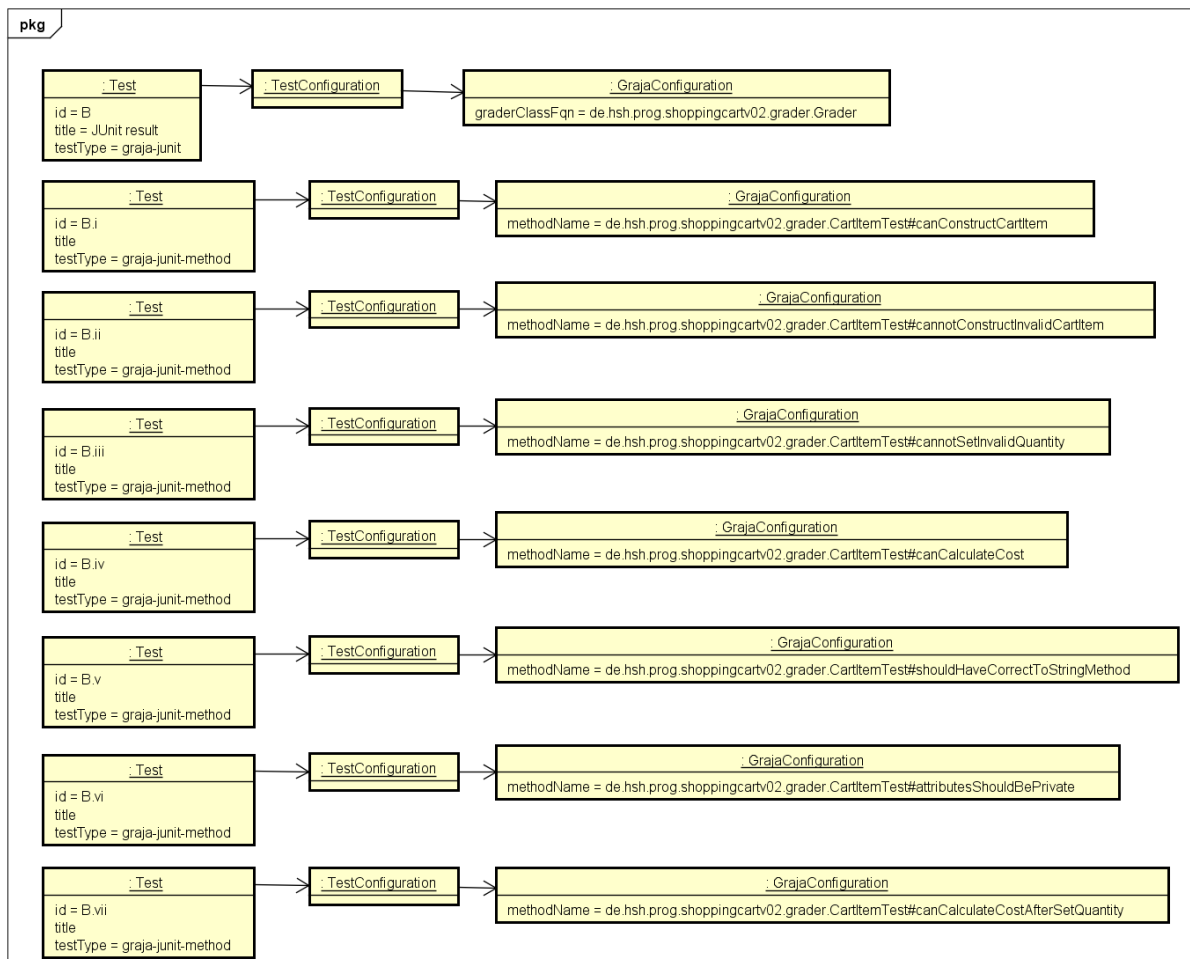 pkg
: Test
: TestConfiguration
: GrajaConfiguration
id = B
title = JUnit result
testType = graja-junit
graderClassFqn = de.hsh.prog.shoppingcartv02.grader.Grader
: Test
: TestConfiguration
: GrajaConfiguration
id = B.i
title
testType = graja-junit-method
methodName = de.hsh.prog.shoppingcartv02.grader.CartItemTest#canConstructCartItem
: Test
: TestConfiguration
: GrajaConfiguration
id = B.ii
title
testType = graja-junit-method
methodName = de.hsh.prog.shoppingcartv02.grader.CartItemTest#cannotConstructInvalidCartItem
: Test
: TestConfiguration
: GrajaConfiguration
id = B.iii
title
testType = graja-junit-method
methodName = de.hsh.prog.shoppingcartv02.grader.CartItemTest#cannotSetInvalidQuantity
: Test
: TestConfiguration
: GrajaConfiguration
id = B.iv
title
testType = graja-junit-method
methodName = de.hsh.prog.shoppingcartv02.grader.CartItemTest#canCalculateCost
: Test
: TestConfiguration
: GrajaConfiguration
id = B.v
title
testType = graja-junit-method
methodName = de.hsh.prog.shoppingcartv02.grader.CartItemTest#shouldHaveCorrectToStringMethod
: Test
: TestConfiguration
: GrajaConfiguration
id = B.vi
title
testType = graja-junit-method
methodName = de.hsh.prog.shoppingcartv02.grader.CartItemTest#attributesShouldBePrivate
: Test
: TestConfiguration
: GrajaConfiguration
id = B.vii
title
testType = graja-junit-method
methodName = de.hsh.prog.shoppingcartv02.grader.CartItemTest#canCalculateCostAfterSetQuantity